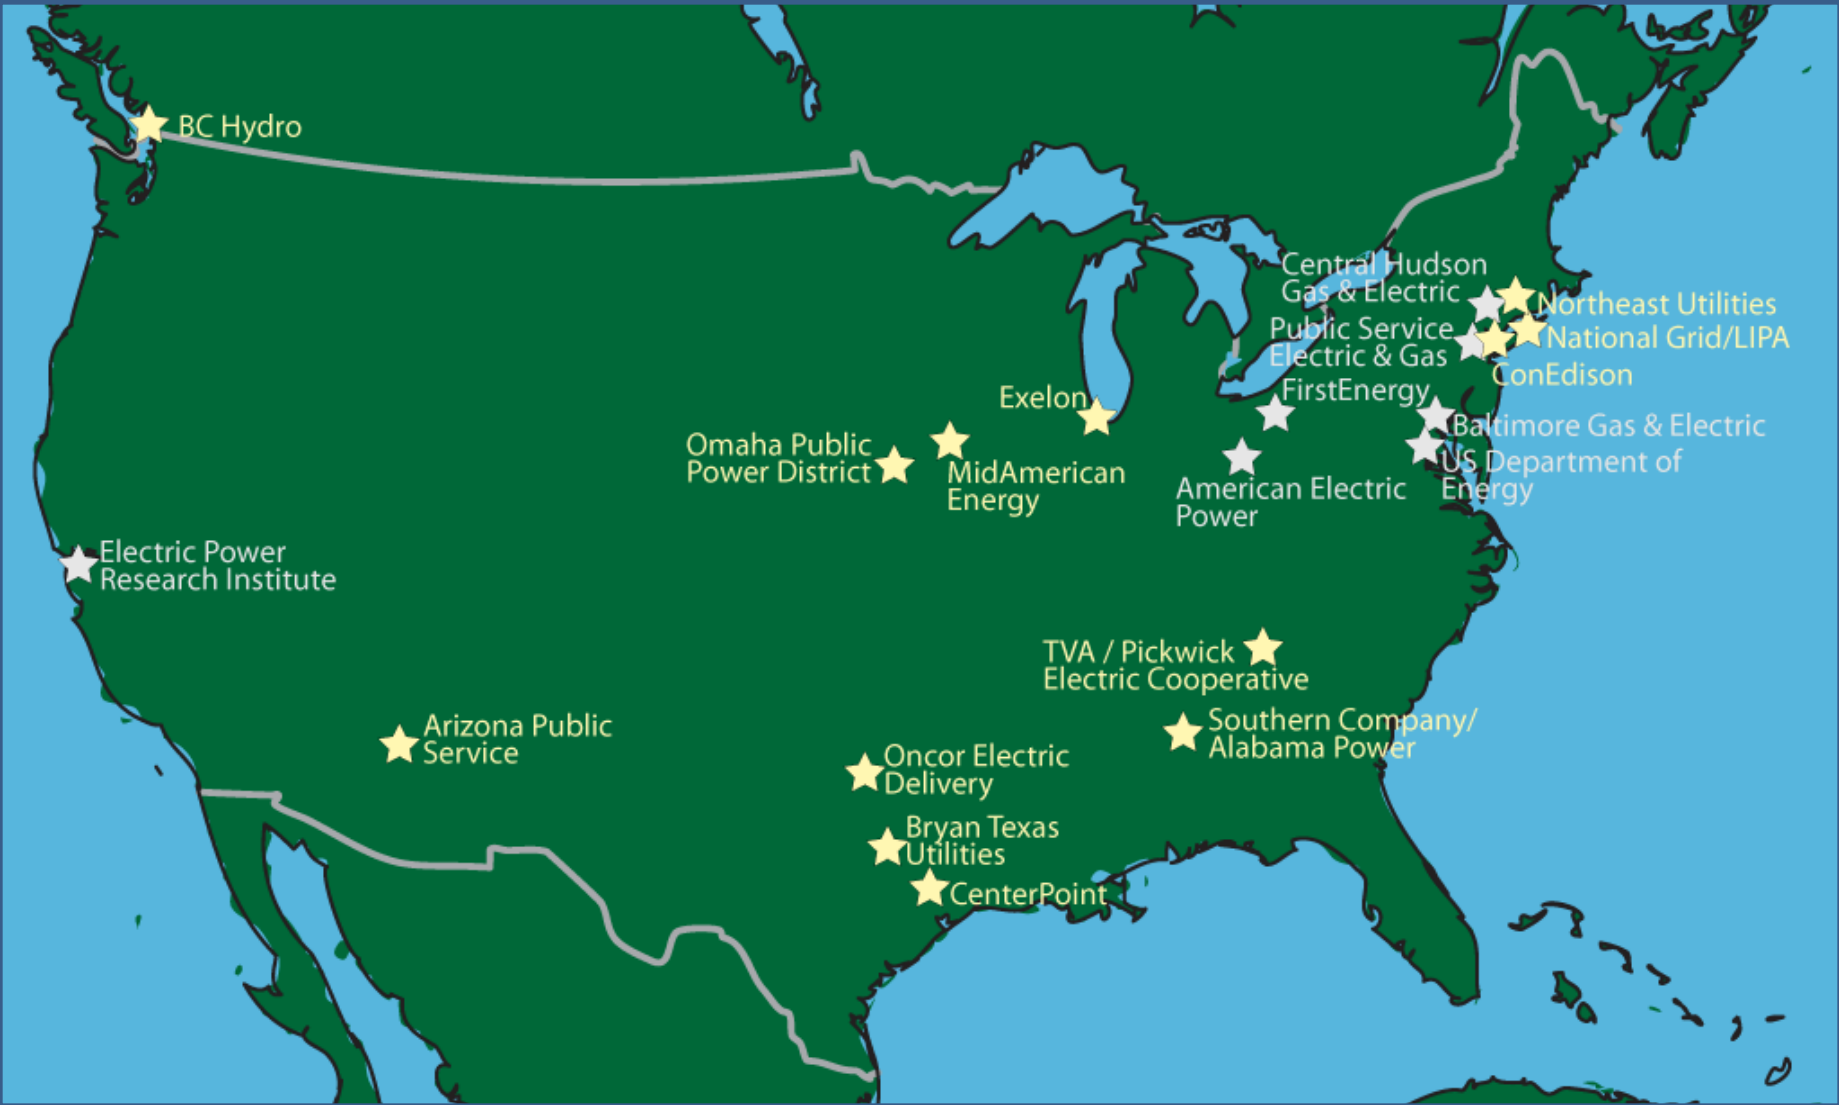 BC Hydro
Central Hudson
Gas & Electric
Northeast Utilities
Public Service
Electric & Gas
National Grid/LIPA
ConEdison
FirstEnergy
Exelon
Baltimore Gas & Electric
Omaha Public
Power District
MidAmerican
Energy
US Department of
Energy
American Electric
Power
Electric Power
Research Institute
TVA / Pickwick
Electric Cooperative
Arizona Public
Service
Southern Company/
Alabama Power
Oncor Electric
Delivery
Bryan Texas
Utilities
CenterPoint